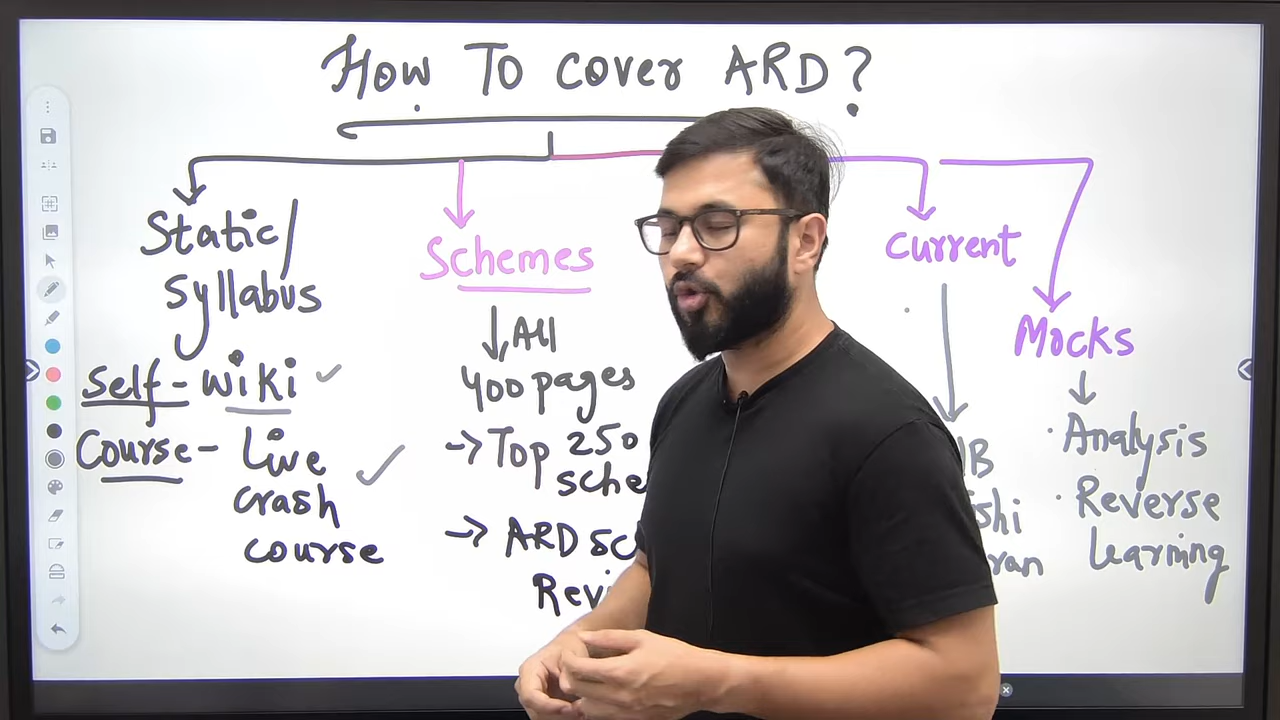 How To cover ARD?
Static/
Syllabus
Self - wiki
Course - Live
crash
course
Schemes
All
400 pages
→ Top 250
→ ARD
Current
Mocks
Analysis
Reverse
Learning